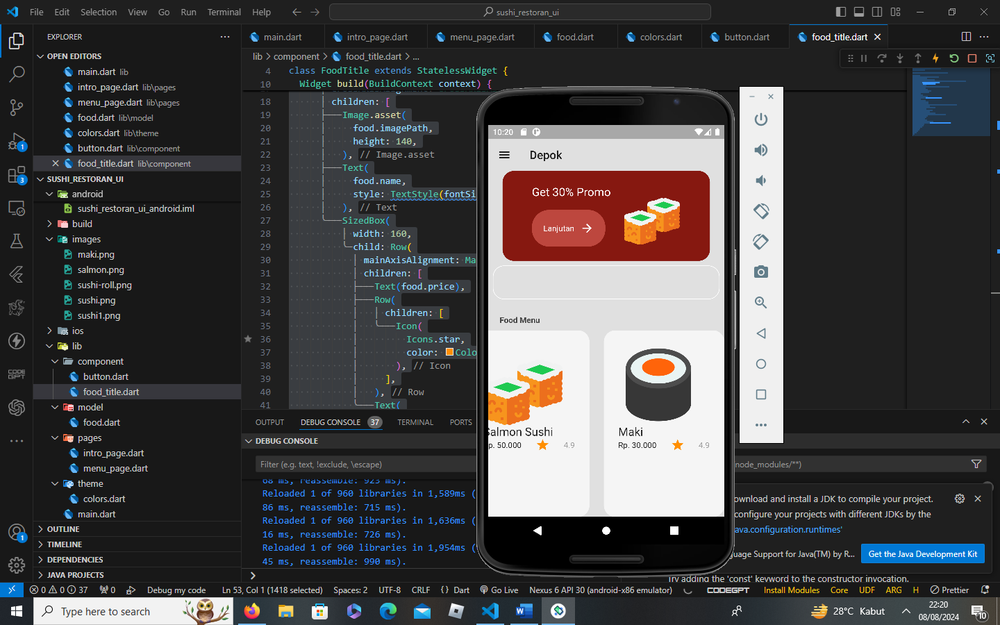 File Edit Selection View Go Run Terminal Help
sushi_restoran_ui
EXPLORER
OPEN EDITORS
main.dart lib
intro_page.dart lib\pages
menu_page.dart lib\pages
food.dart lib\model
colors.dart lib\theme
button.dart lib\component
food_title.dart lib\component
SUSHI_RESTORAN_UI
android
sushi_restoran_ui_android.iml
build
images
maki.png
salmon.png
sushi-roll.png
sushi.png
sushi1.png
ios
lib
component
button.dart
food_title.dart
model
food.dart
pages
intro_page.dart
menu_page.dart
theme
colors.dart
main.dart
OUTLINE
TIMELINE
DEPENDENCIES
JAVA PROJECTS
1
3
CODE
GPT
1
main.dart intro_page.dart menu_page.dart food.dart colors.dart button.dart food_title.dart
lib > component > food_title.dart > ...
4 class FoodTitle extends StatelessWidget {
10 Widget build(BuildContext context) {
18 children: [
19 Image.asset(
20 food.imagePath,
21 height: 140,
22 ), // Image.asset
23 Text(
24 food.name,
25 style: TextStyle(fontSi
26 ), // Text
27 SizedBox(
28 width: 160,
29 child: Row(
30 mainAxisAlignment: Ma
31 children: [
32 Text(food.price),
33 Row(
34 children: [
35 Icon(
36 Icons.star,
37 color: Colo
38 ), // Icon
39 ],
40 ), // Row
41 Text(
10:20
Depok
Get 30% Promo
Lanjutan
Food Menu
Salmon Sushi
p. 50.000 4.9
Maki
Rp. 30.000 4.9
OUTPUT DEBUG CONSOLE 37 TERMINAL PORTS
DEBUG CONSOLE
Filter (e.g. text, !exclude, \escape)
node_modules/**)
68 ms, reassemble: 923 ms).
Reloaded 1 of 960 libraries in 1,589ms (
86 ms, reassemble: 715 ms).
Reloaded 1 of 960 libraries in 1,636ms (
16 ms, reassemble: 726 ms).
Reloaded 1 of 960 libraries in 1,954ms (
45 ms, reassemble: 990 ms).
ownload and install a JDK to compile your project.
configure your projects with different JDKs by the
ava.configuration.runtimes'
guage Support for Java(TM) by R...
Get the Java Development Kit
Try adding the 'const' keyword to the constructor invocation.
0 0 37 0 Debug my code Ln 53, Col 1 (1418 selected) Spaces: 2 UTF-8 CRLF {} Dart Go Live Nexus 6 API 30 (android-x86 emulator) CODEGPT Install Modules Core UDF ARG H Prettier
Type here to search
28°C Kabut
22:20
08/08/2024
10